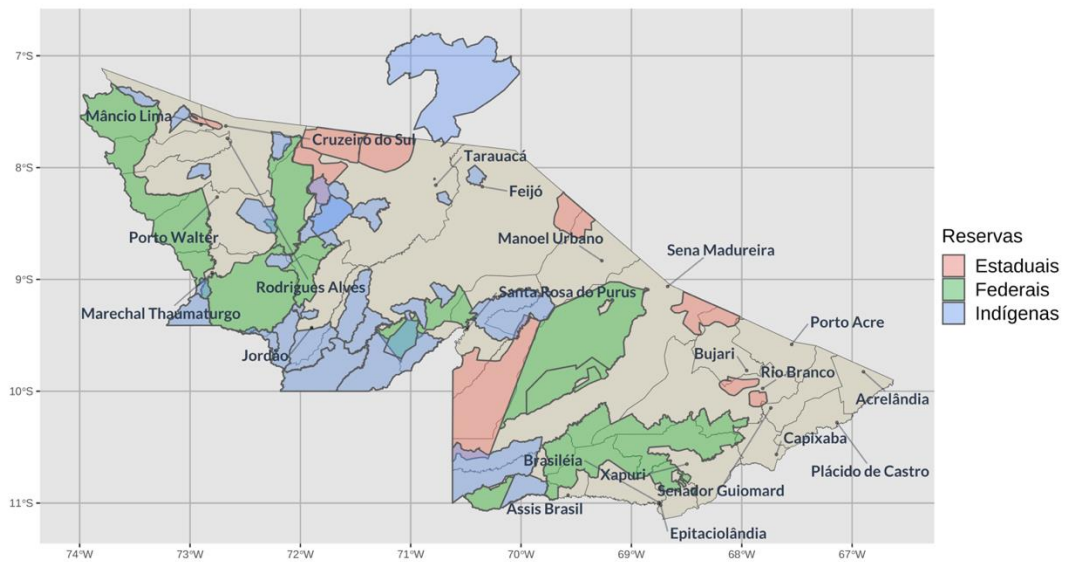 7°S
8°S
9°S
10°S
11°S
Mâncio Lima
Cruzeiro do Sul
Tarauacá
Feijó
Porto Walter
Manoel Urbano
Sena Madureira
Rodrigues Alves
Santa Rosa do Purus
Marechal Thaumaturgo
Porto Acre
Jordão
Bujari
Rio Branco
Acrelândia
Capixaba
Brasiléia
Xapuri
Plácido de Castro
Senador Guiomard
Assis Brasil
Epitaciolândia
74°W
73°W
72°W
71°W
70°W
69°W
68°W
67°W
Reservas
Estaduais
Federais
Indígenas